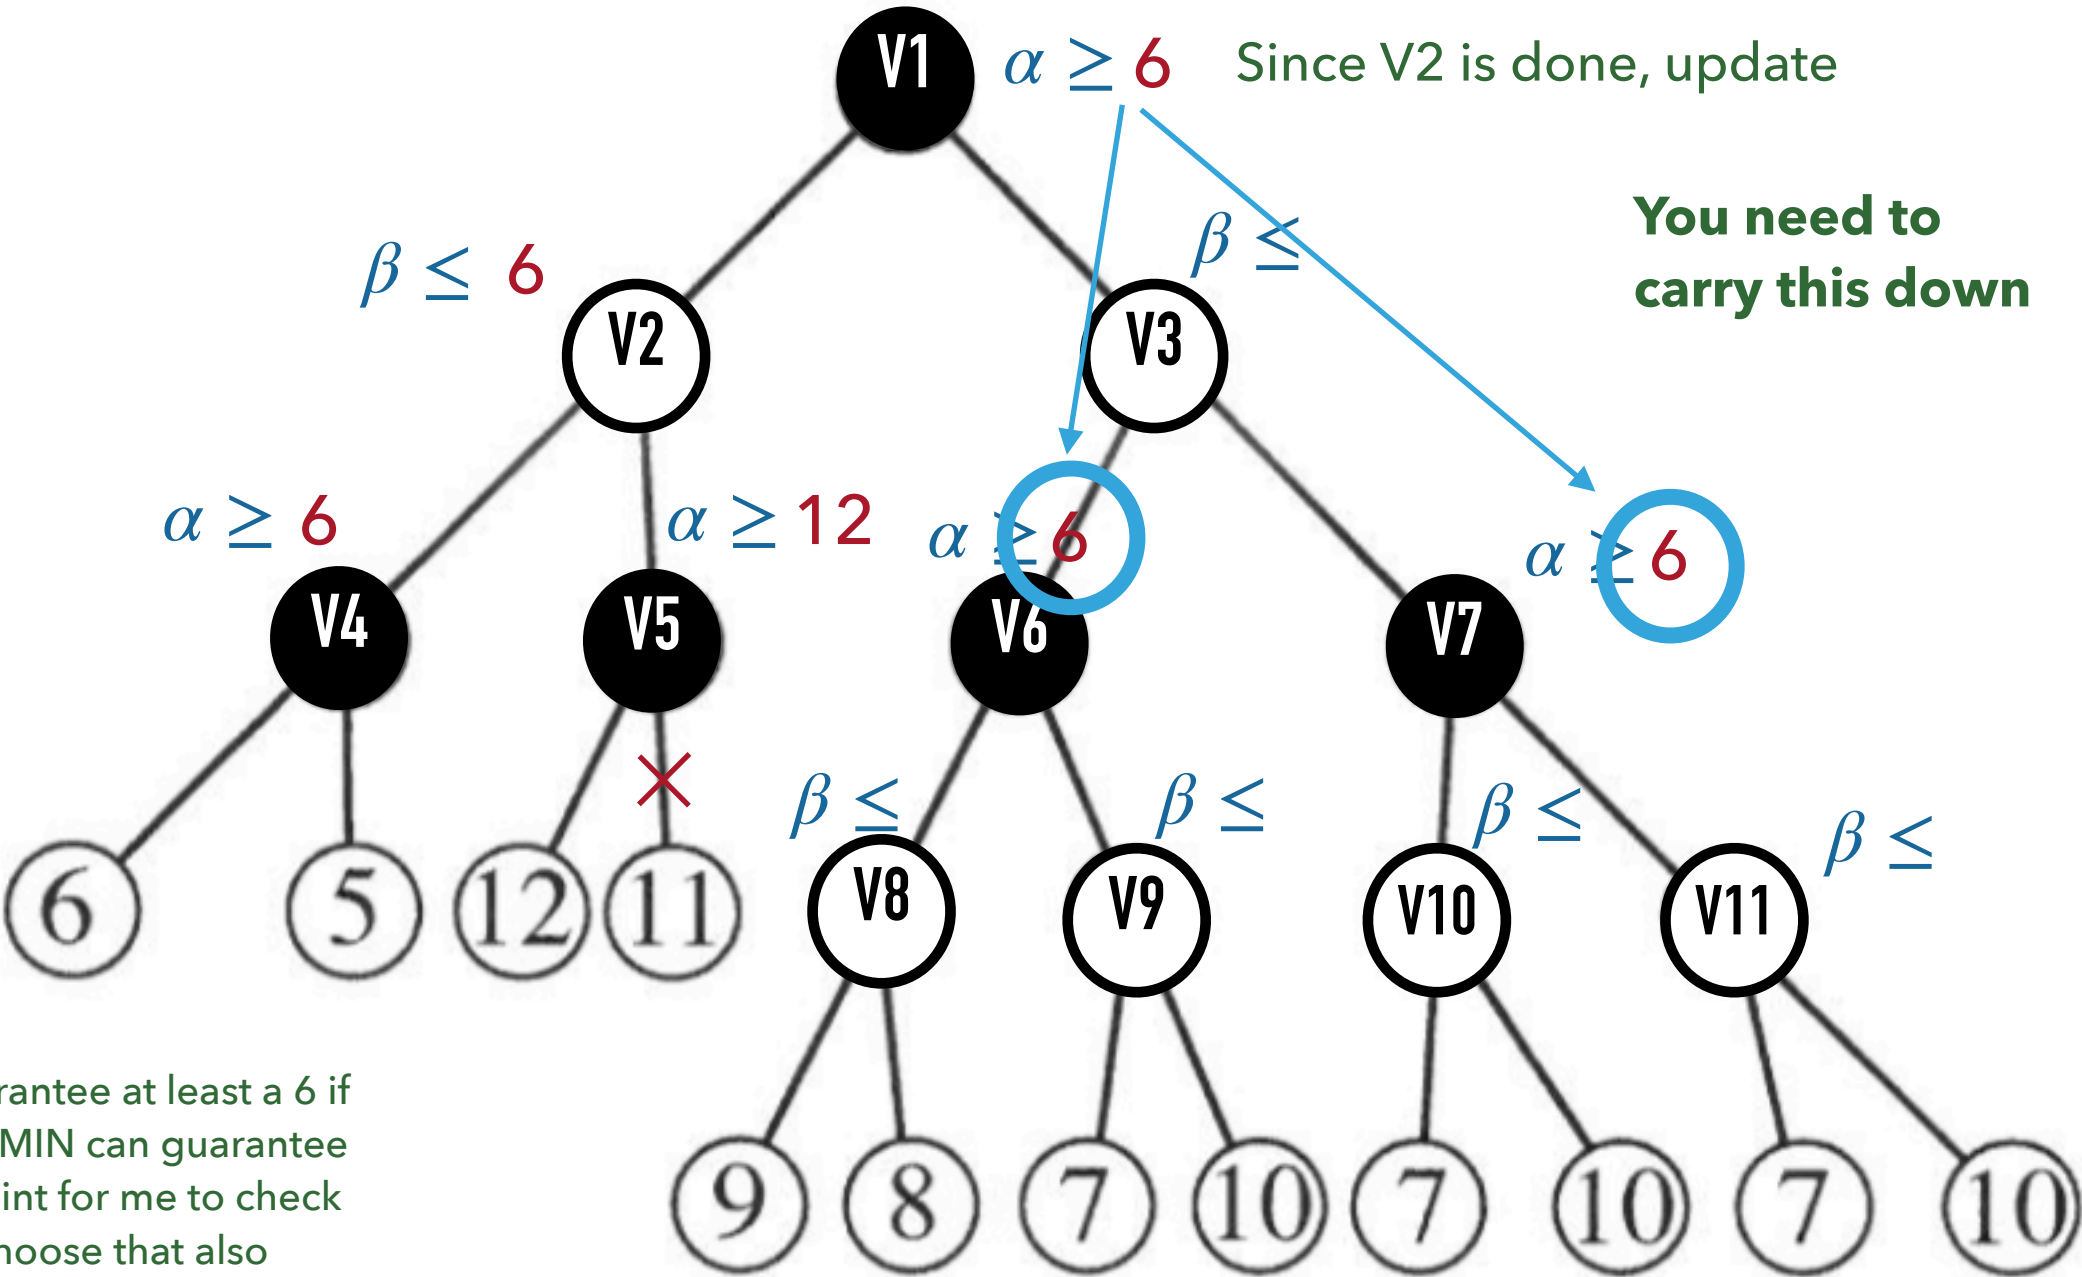 V1
α ≥ 6
Since V2 is done, update
You need to
carry this down
β ≤ 6
β ≤
V2
V3
α ≥ 6
α ≥ 12
α ≥ 6
α ≥ 6
V4
V5
V6
V7
β ≤
β ≤
β ≤
β ≤
6
5
12
11
V8
V9
V10
V11
rantee at least a 6 if
MIN can guarantee
int for me to check
hoose that also
9
8
7
10
7
10
7
10